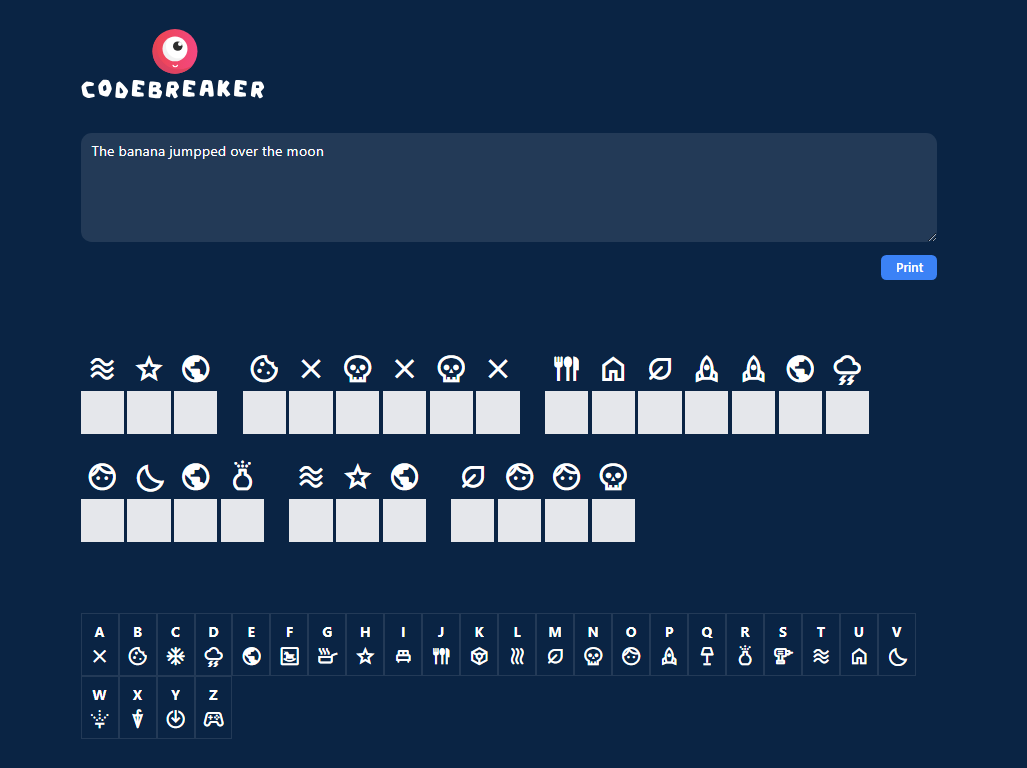 CODEBREAKER
The banana jumpped over the moon
Print
A B C D E F G H I J K L M N O P Q R S T U V
W X Y Z